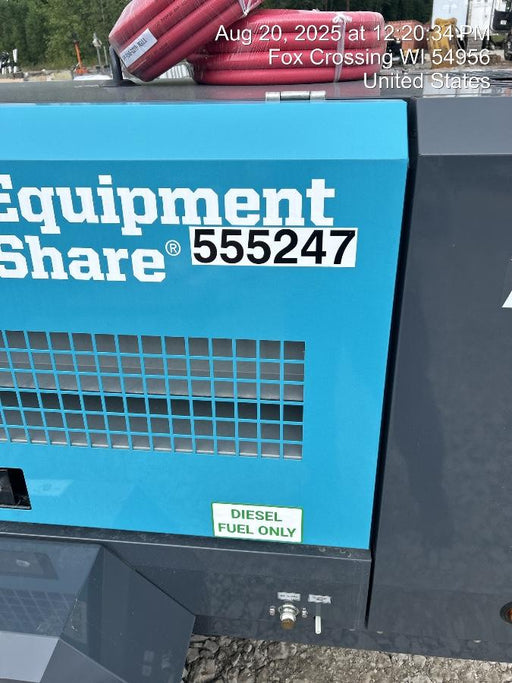 Aug 20, 2025 at 12:20:34 PM
Fox Crossing WI 54956
United States
Equipment
Share® 555247
DIESEL
FUEL ONLY